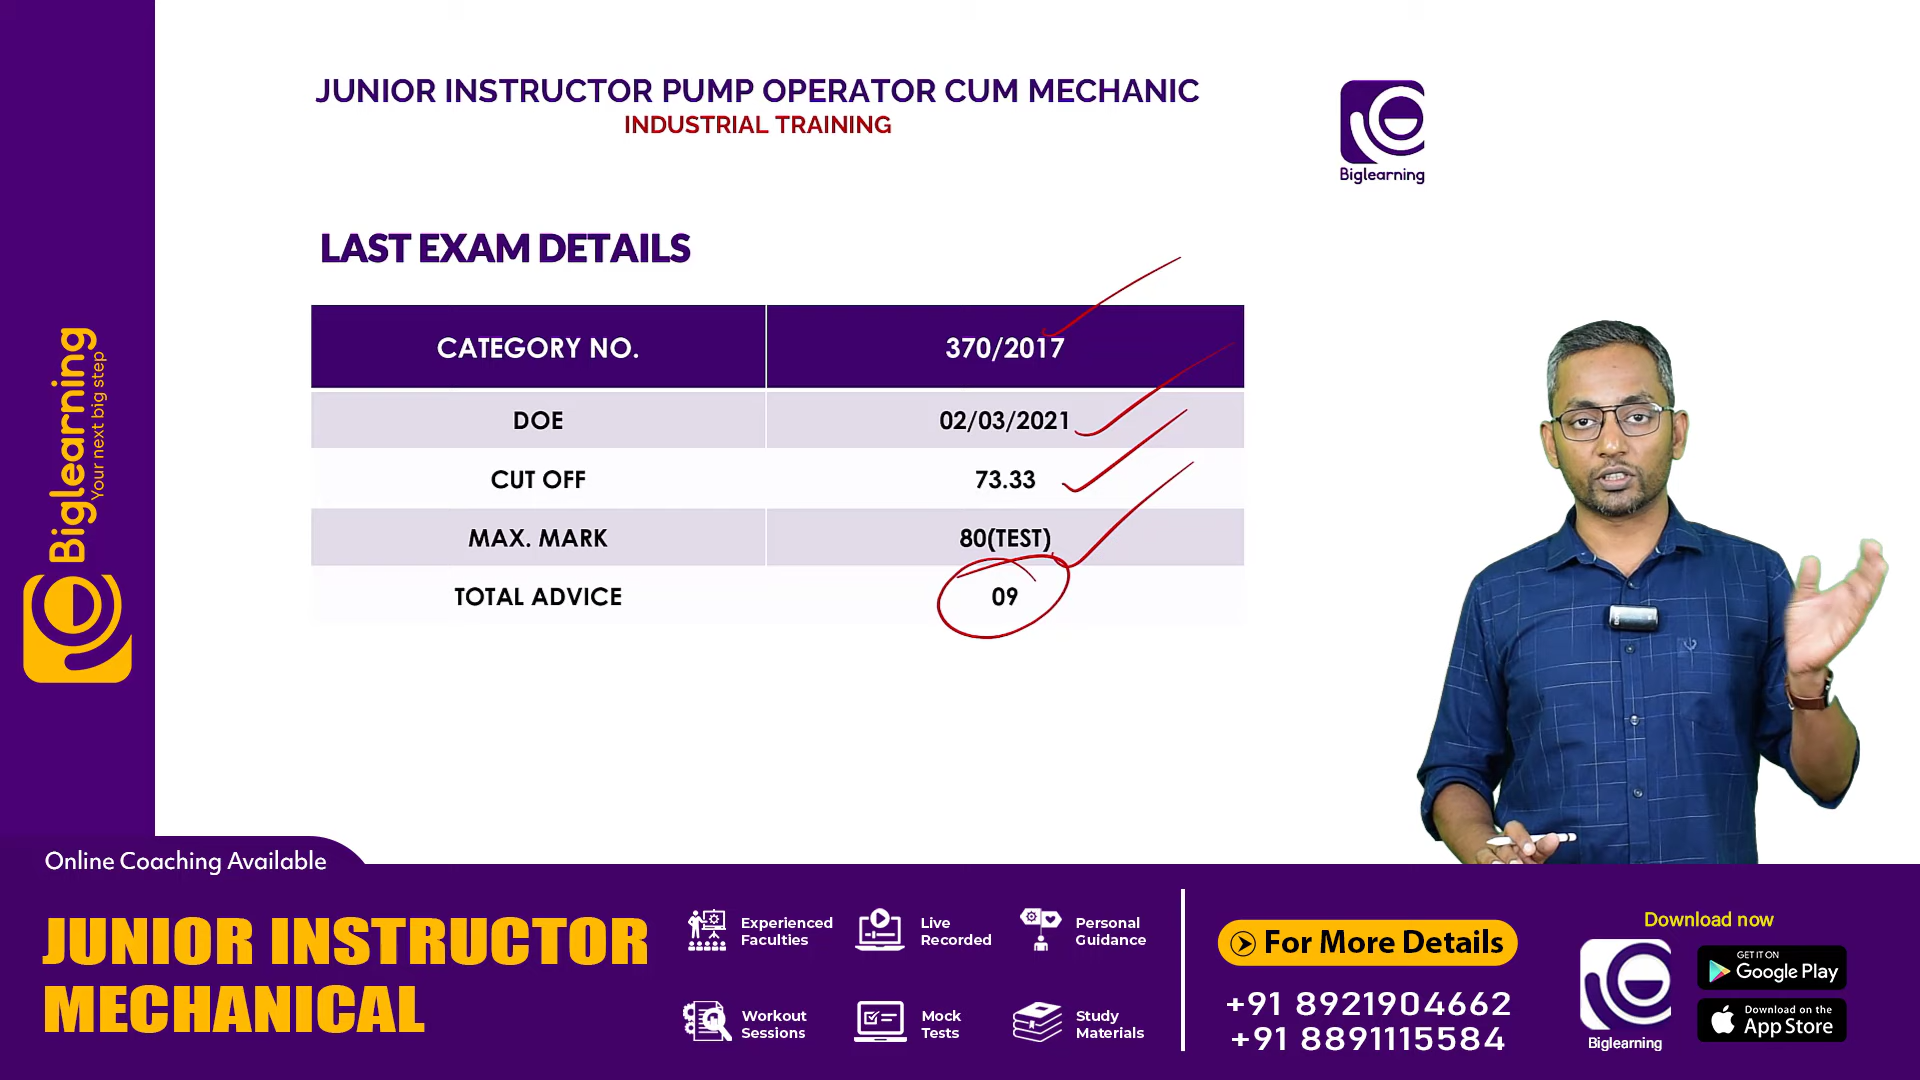 JUNIOR INSTRUCTOR PUMP OPERATOR CUM MECHANIC
INDUSTRIAL TRAINING
Biglearning
LAST EXAM DETAILS
CATEGORY NO. 370/2017
DOE 02/03/2021
CUT OFF 73.33
MAX. MARK 80(TEST)
TOTAL ADVICE 09
Biglearning
Your next big step
Online Coaching Available
JUNIOR INSTRUCTOR
MECHANICAL
Experienced
Faculties
Live
Recorded
Personal
Guidance
Workout
Sessions
Mock
Tests
Study
Materials
For More Details
+91 8921904662
+91 8891115584
Download now
Biglearning
GET IT ON
Google Play
Download on the
App Store